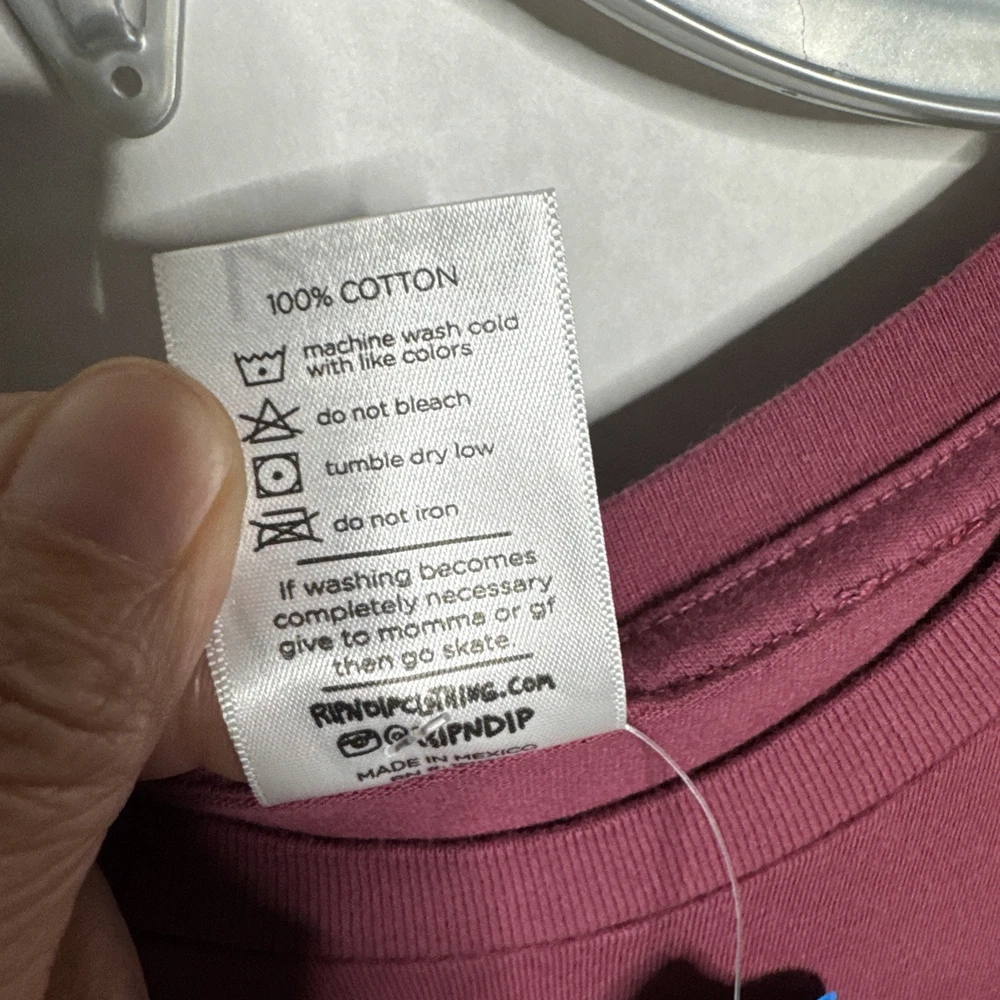 100% COTTON
machine wash cold
with like colors
do not bleach
tumble dry low
do not iron
If washing becomes
completely necessary
give to momma or gf
then go skate
RIPNDIPCLOTHING.COM
@RIPNDIP
MADE IN MEXICO